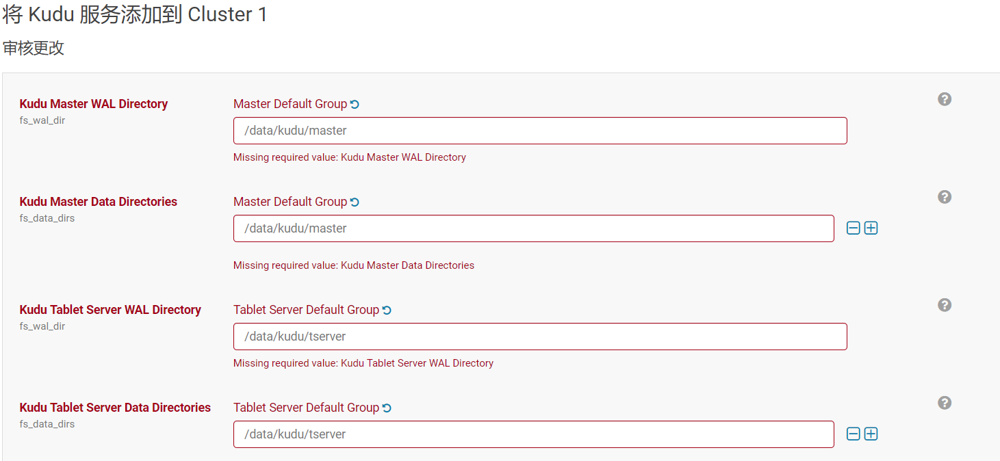 将 Kudu 服务添加到 Cluster 1
审核更改
Kudu Master WAL Directory
fs_wal_dir
Master Default Group
/data/kudu/master
Missing required value: Kudu Master WAL Directory
Kudu Master Data Directories
fs_data_dirs
Master Default Group
/data/kudu/master
Missing required value: Kudu Master Data Directories
Kudu Tablet Server WAL Directory
fs_wal_dir
Tablet Server Default Group
/data/kudu/tserver
Missing required value: Kudu Tablet Server WAL Directory
Kudu Tablet Server Data Directories
fs_data_dirs
Tablet Server Default Group
/data/kudu/tserver